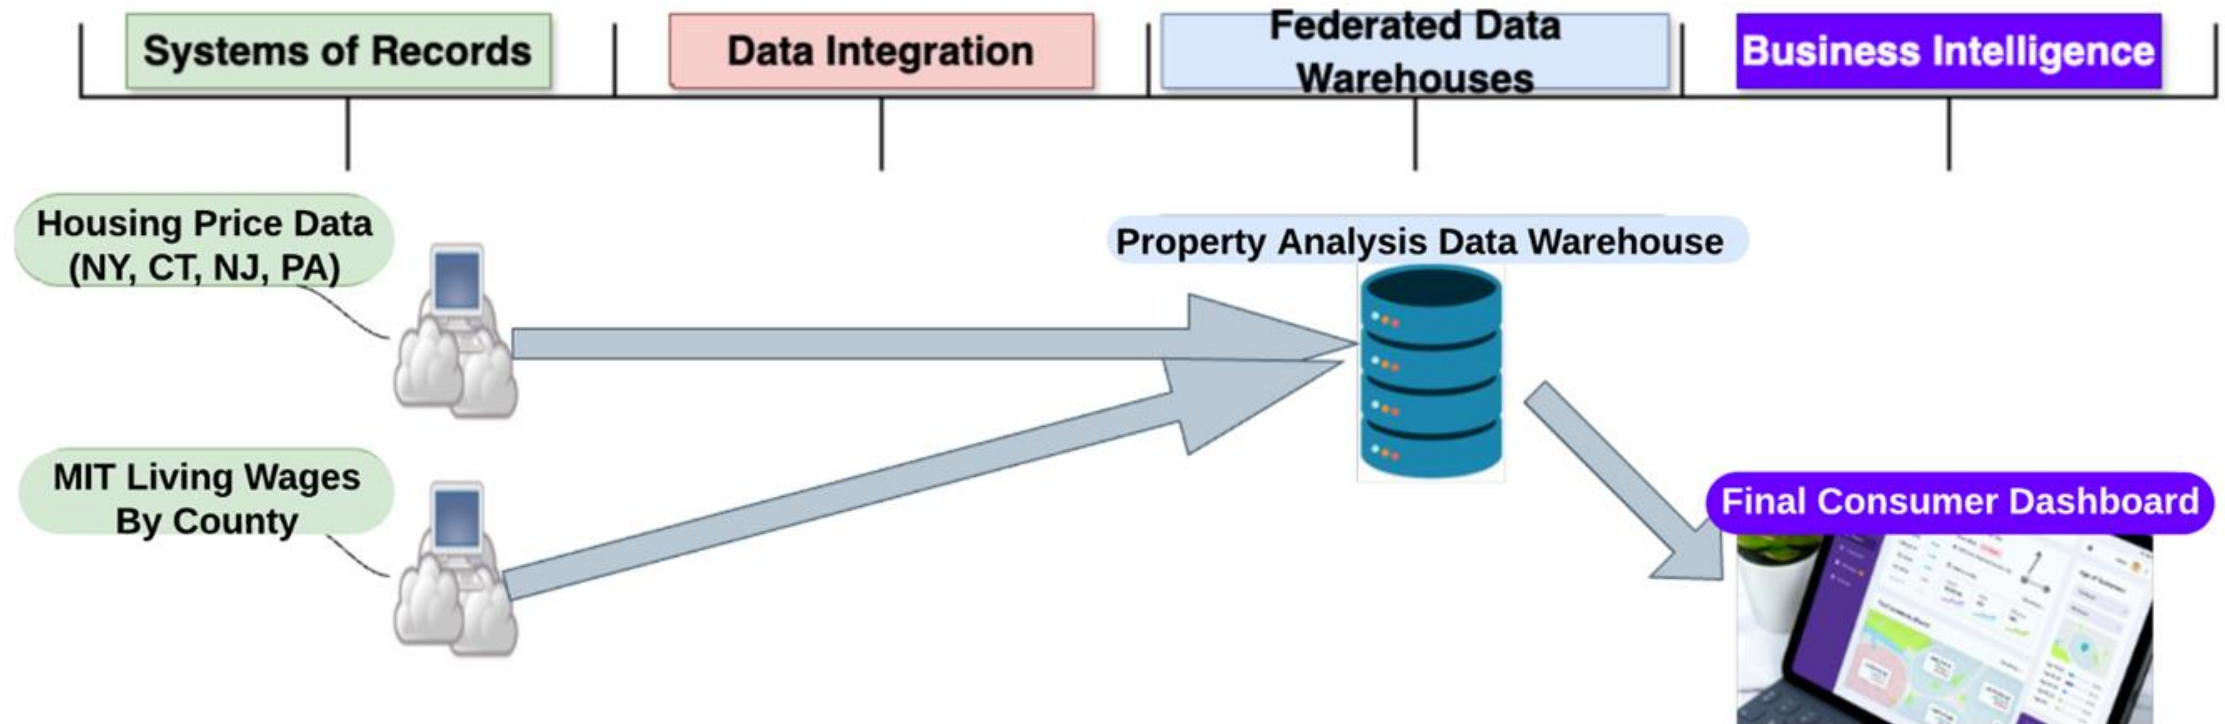 Systems of Records
Data Integration
Federated Data
Warehouses
Business Intelligence
Housing Price Data
(NY, CT, NJ, PA)
Property Analysis Data Warehouse
MIT Living Wages
By County
Final Consumer Dashboard